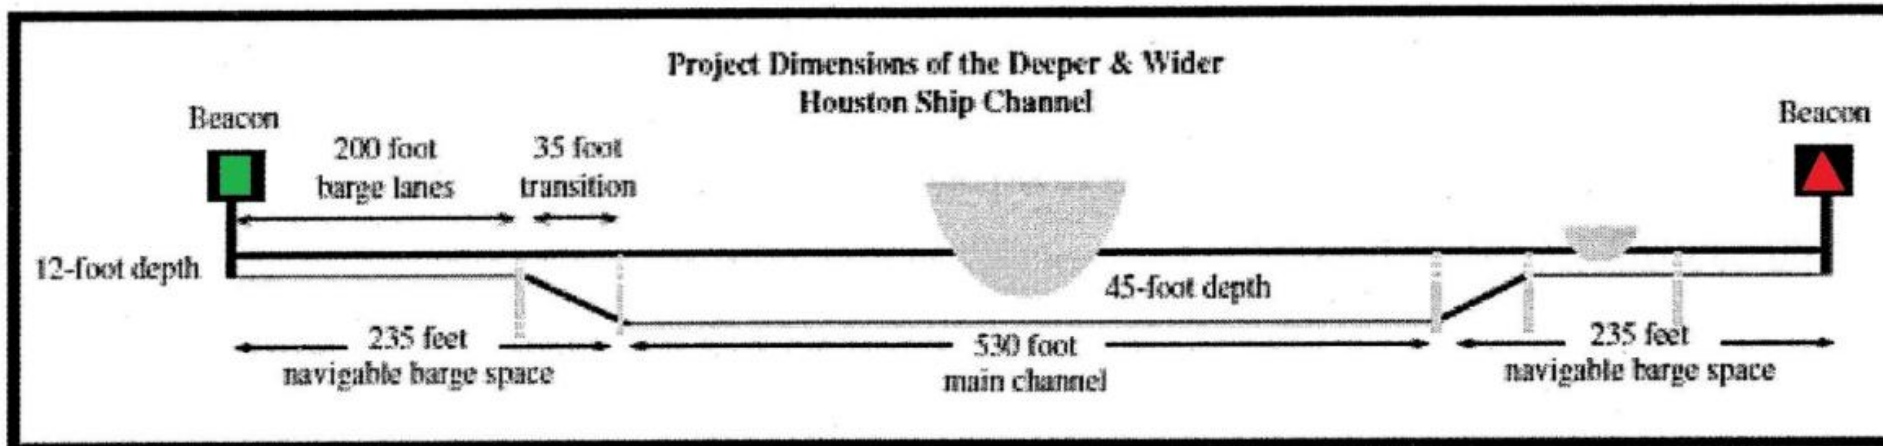 Project Dimensions of the Deeper & Wider
Houston Ship Channel
Beacon
Beacon
200 foot
barge lanes
35 foot
transition
12-foot depth
45-foot depth
235 feet
navigable barge space
530 foot
main channel
235 feet
navigable barge space